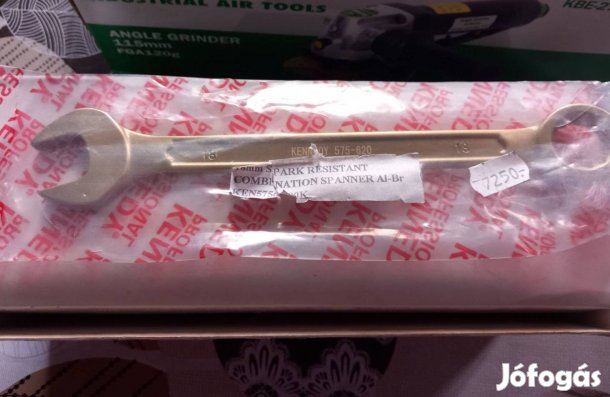 INDUSTRIAL AIR TOOLS
ANGLE GRINDER
115mm
FGA120g
KENNEDY
PROFESSIONAL
KENNEDY 575-620
SPARK RESISTANT
COMBINATION SPANNER Al-Br
7250.-
Jófogás